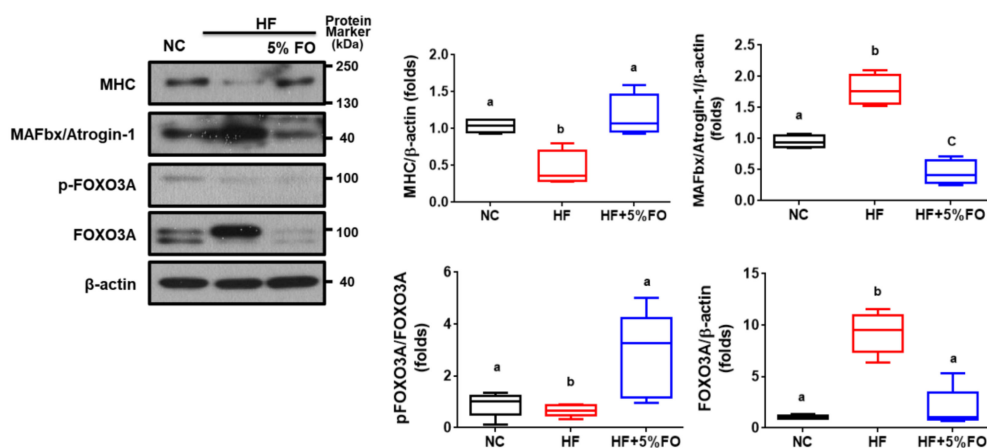 HF
Protein
Marker
(kDa)
NC
5% FO
MHC
250
130
MAFbx/Atrogin-1
40
p-FOXO3A
100
FOXO3A
100
β-actin
40
MHC/β-actin (folds)
2.0
1.5
1.0
0.5
0.0
a
b
a
NC
HF
HF+5%FO
MAFbx/Atrogin-1/β-actin
(folds)
2.5
2.0
1.5
1.0
0.5
0.0
a
b
C
NC
HF
HF+5%FO
pFOXO3A/FOXO3A
(folds)
6
4
2
0
a
b
a
NC
HF
HF+5%FO
FOXO3A/β-actin
(folds)
15
10
5
0
a
b
a
NC
HF
HF+5%FO